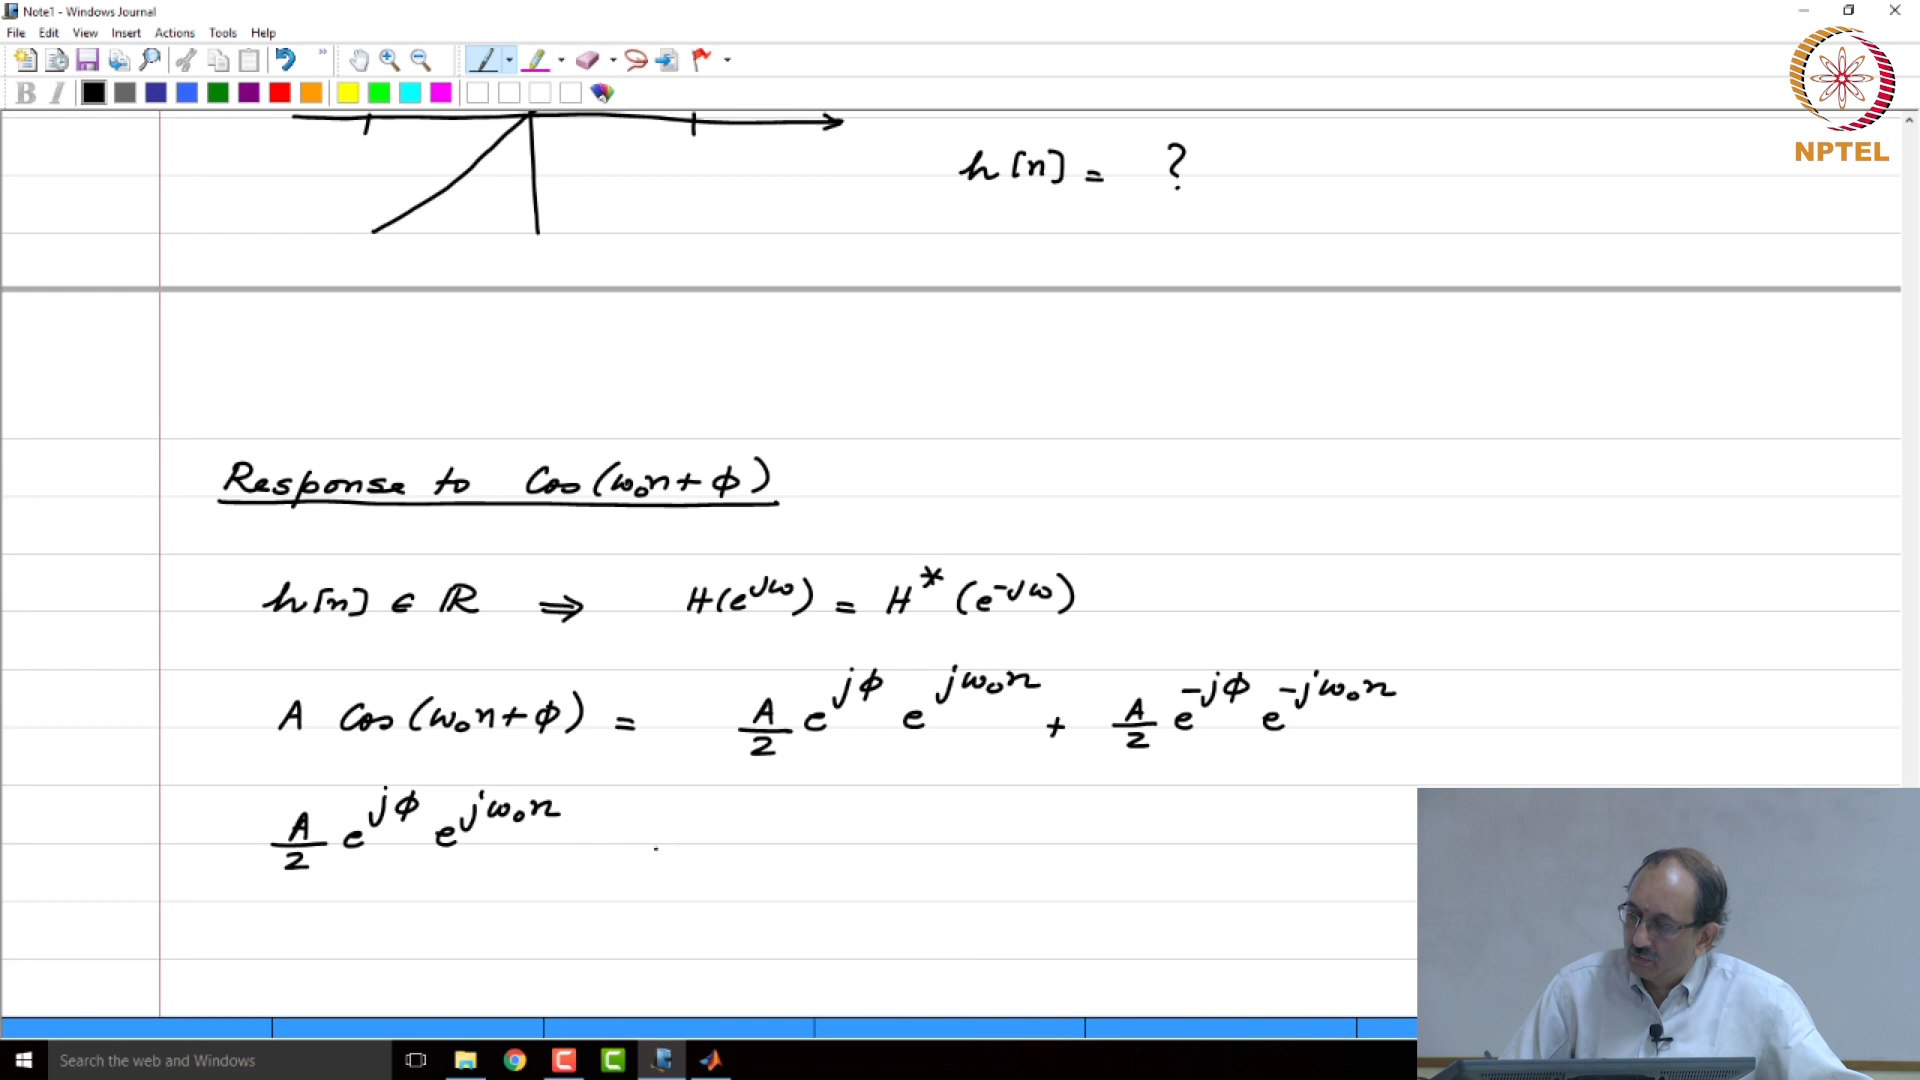 Note1 - Windows Journal
File Edit View Insert Actions Tools Help
B I
NPTEL
h[n] = ?
Response to Cos(ω₀n + φ)
h[n] ∈ ℝ ⇒ H(e^{jω}) = H^* (e^{-jω})
A Cos(ω₀n + φ) = A/2 e^{jφ} e^{jω₀n} + A/2 e^{-jφ} e^{-jω₀n}
A/2 e^{jφ} e^{jω₀n}
Search the web and Windows